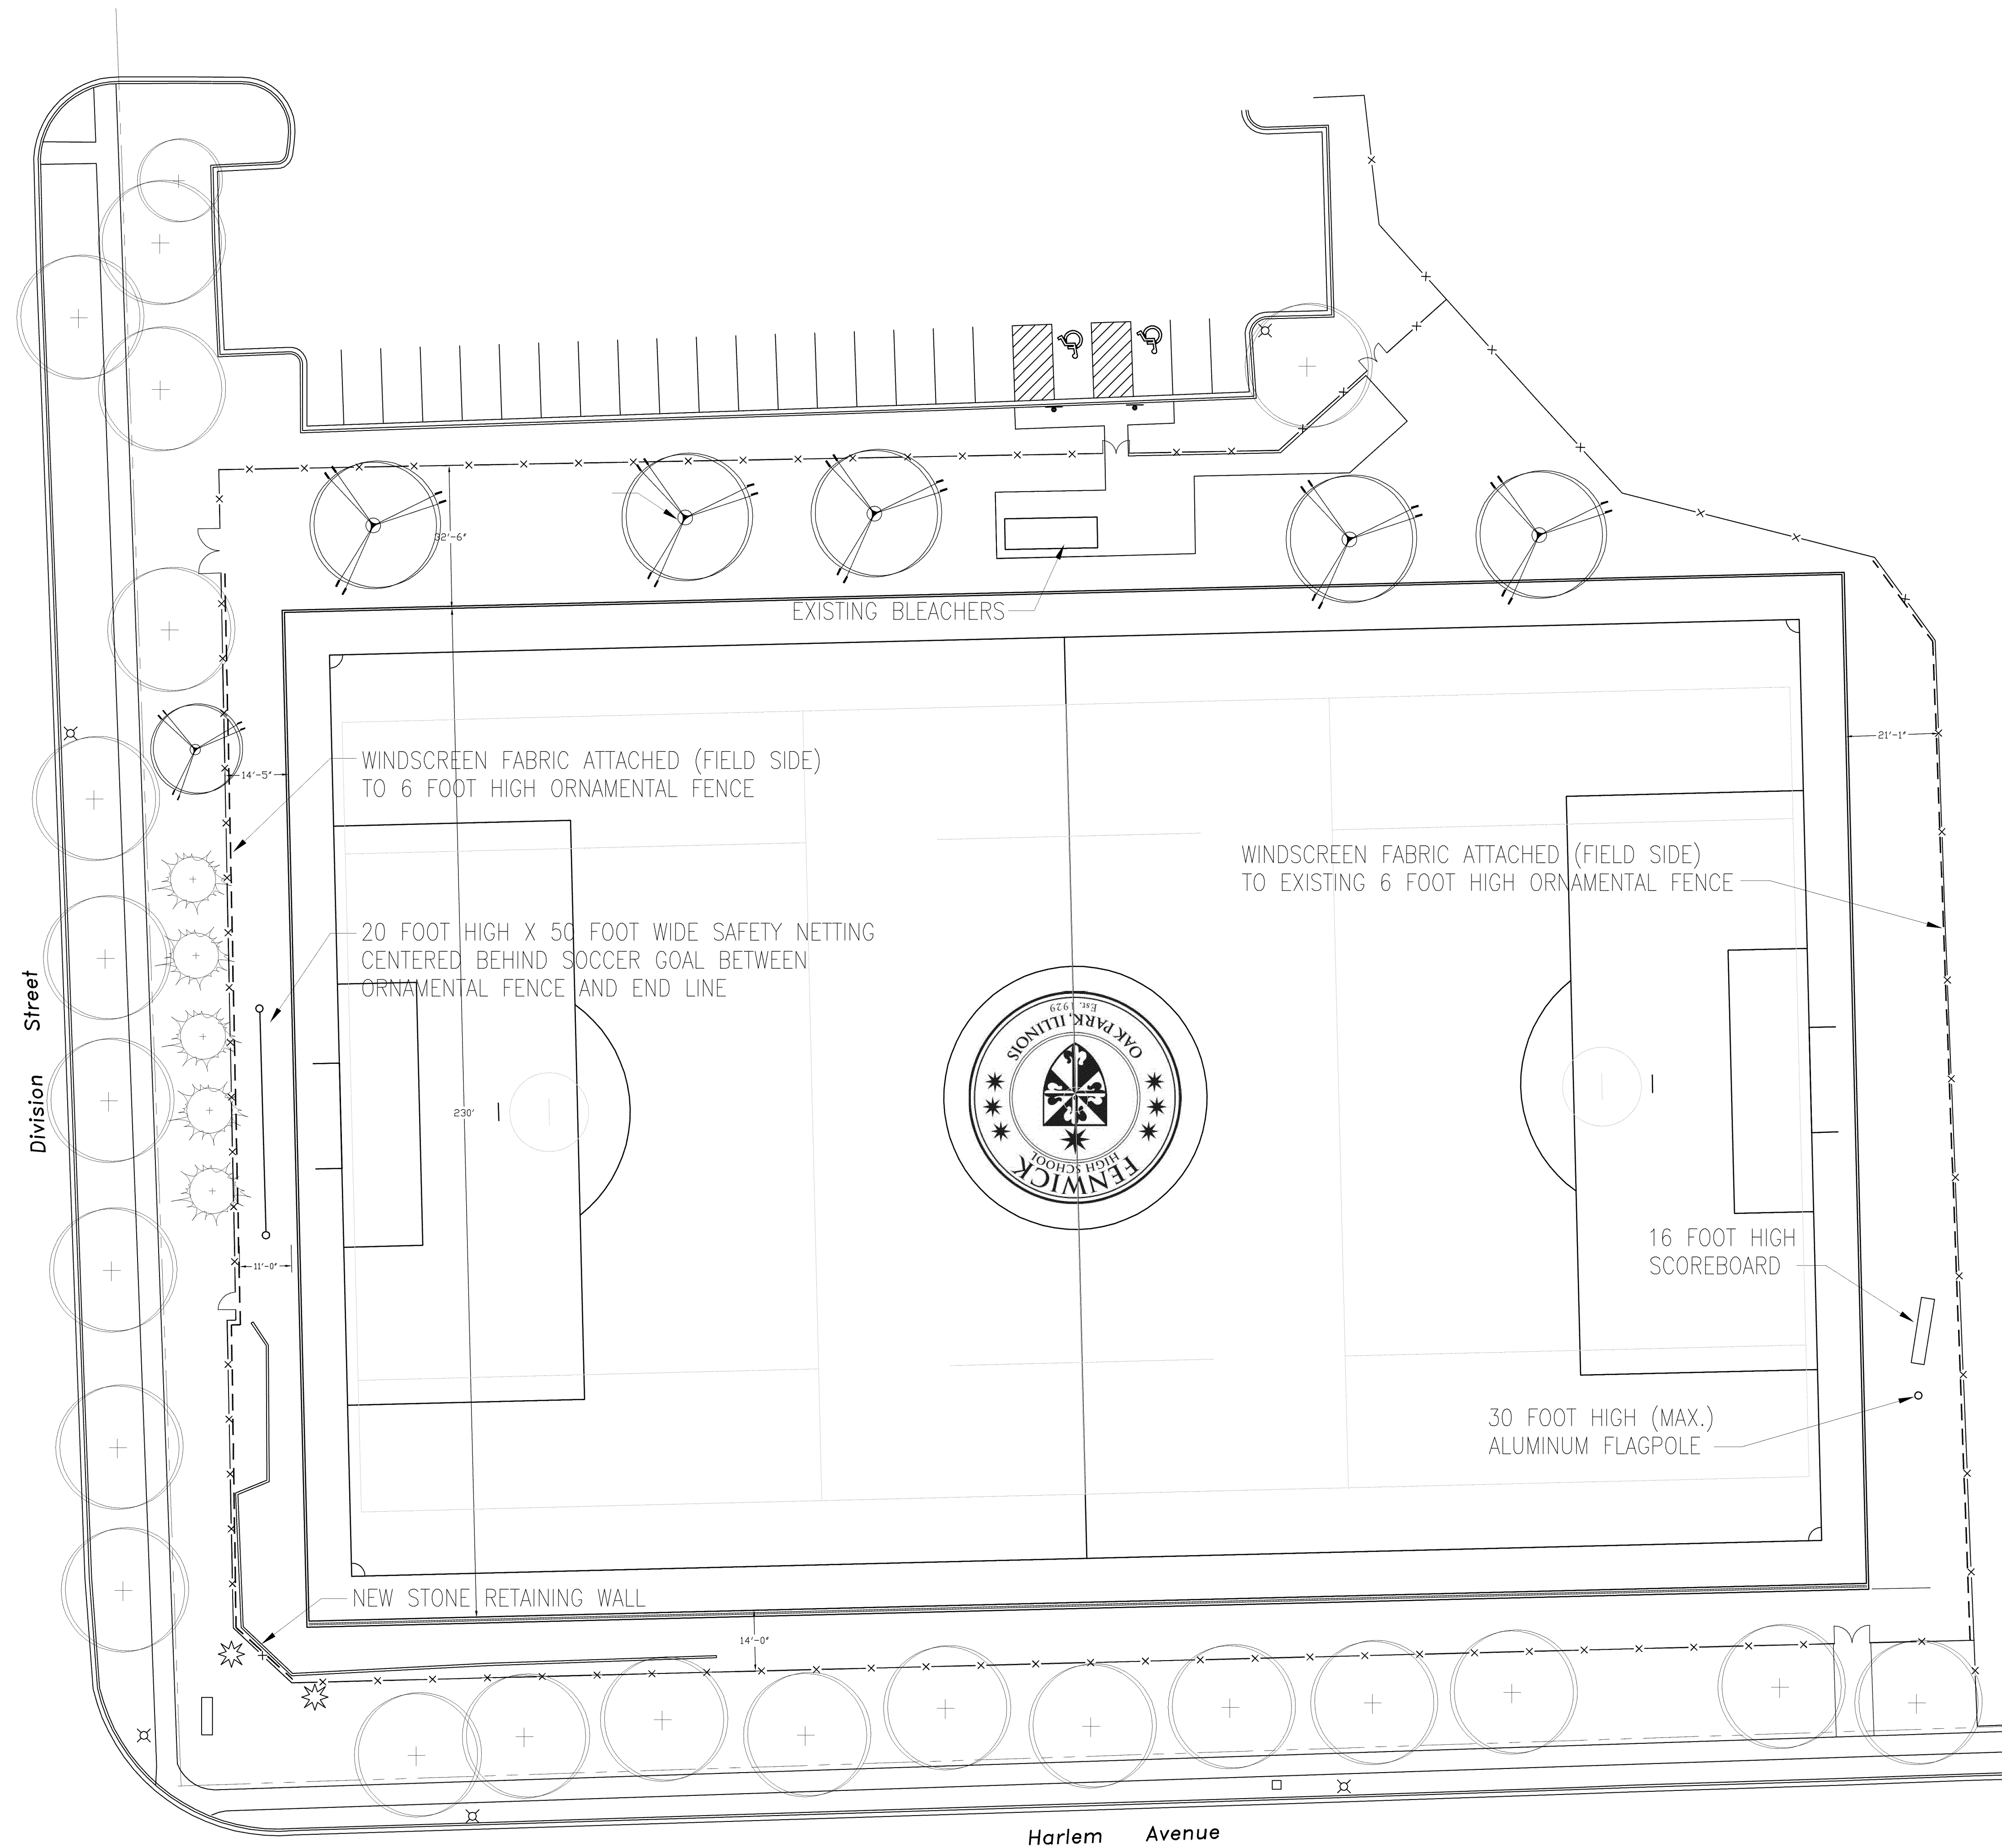 32'-6"
EXISTING BLEACHERS
21'-1"
WINDSCREEN FABRIC ATTACHED (FIELD SIDE)
TO 6 FOOT HIGH ORNAMENTAL FENCE
14'-5"
WINDSCREEN FABRIC ATTACHED (FIELD SIDE)
TO EXISTING 6 FOOT HIGH ORNAMENTAL FENCE
20 FOOT HIGH X 50 FOOT WIDE SAFETY NETTING
CENTERED BEHIND SOCCER GOAL BETWEEN
ORNAMENTAL FENCE AND END LINE
Division Street
230'
FENWICK
HIGH SCHOOL
OAK PARK, ILLINOIS
Est. 1929
16 FOOT HIGH
SCOREBOARD
11'-0"
30 FOOT HIGH (MAX.)
ALUMINUM FLAGPOLE
NEW STONE RETAINING WALL
14'-0"
Harlem Avenue